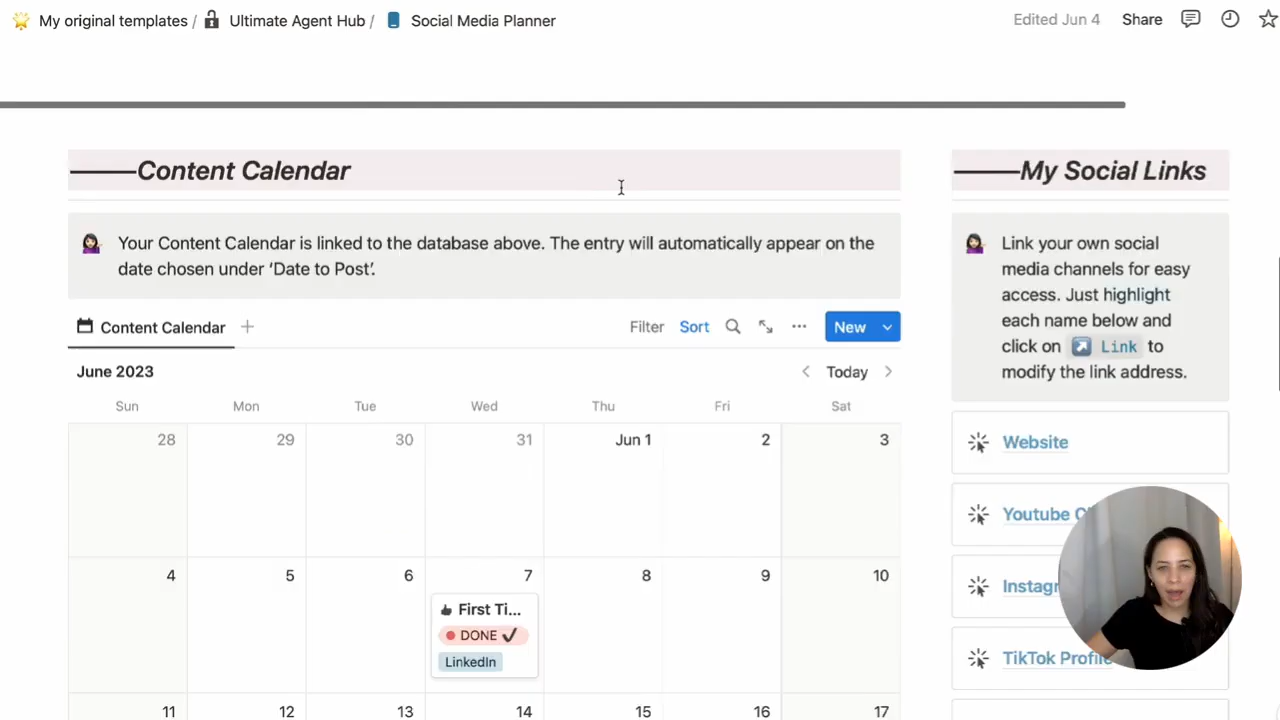 My original templates / Ultimate Agent Hub / Social Media Planner
Edited Jun 4 Share
Content Calendar
Your Content Calendar is linked to the database above. The entry will automatically appear on the
date chosen under ‘Date to Post’.
Content Calendar
Filter Sort New
June 2023
Today
Sun Mon Tue Wed Thu Fri Sat
28 29 30 31 Jun 1 2 3
4 5 6 7 8 9 10
First Ti...
DONE ✓
LinkedIn
11 12 13 14 15 16 17
My Social Links
Link your own social
media channels for easy
access. Just highlight
each name below and
click on Link to
modify the link address.
Website
Youtube
TikTok Profile